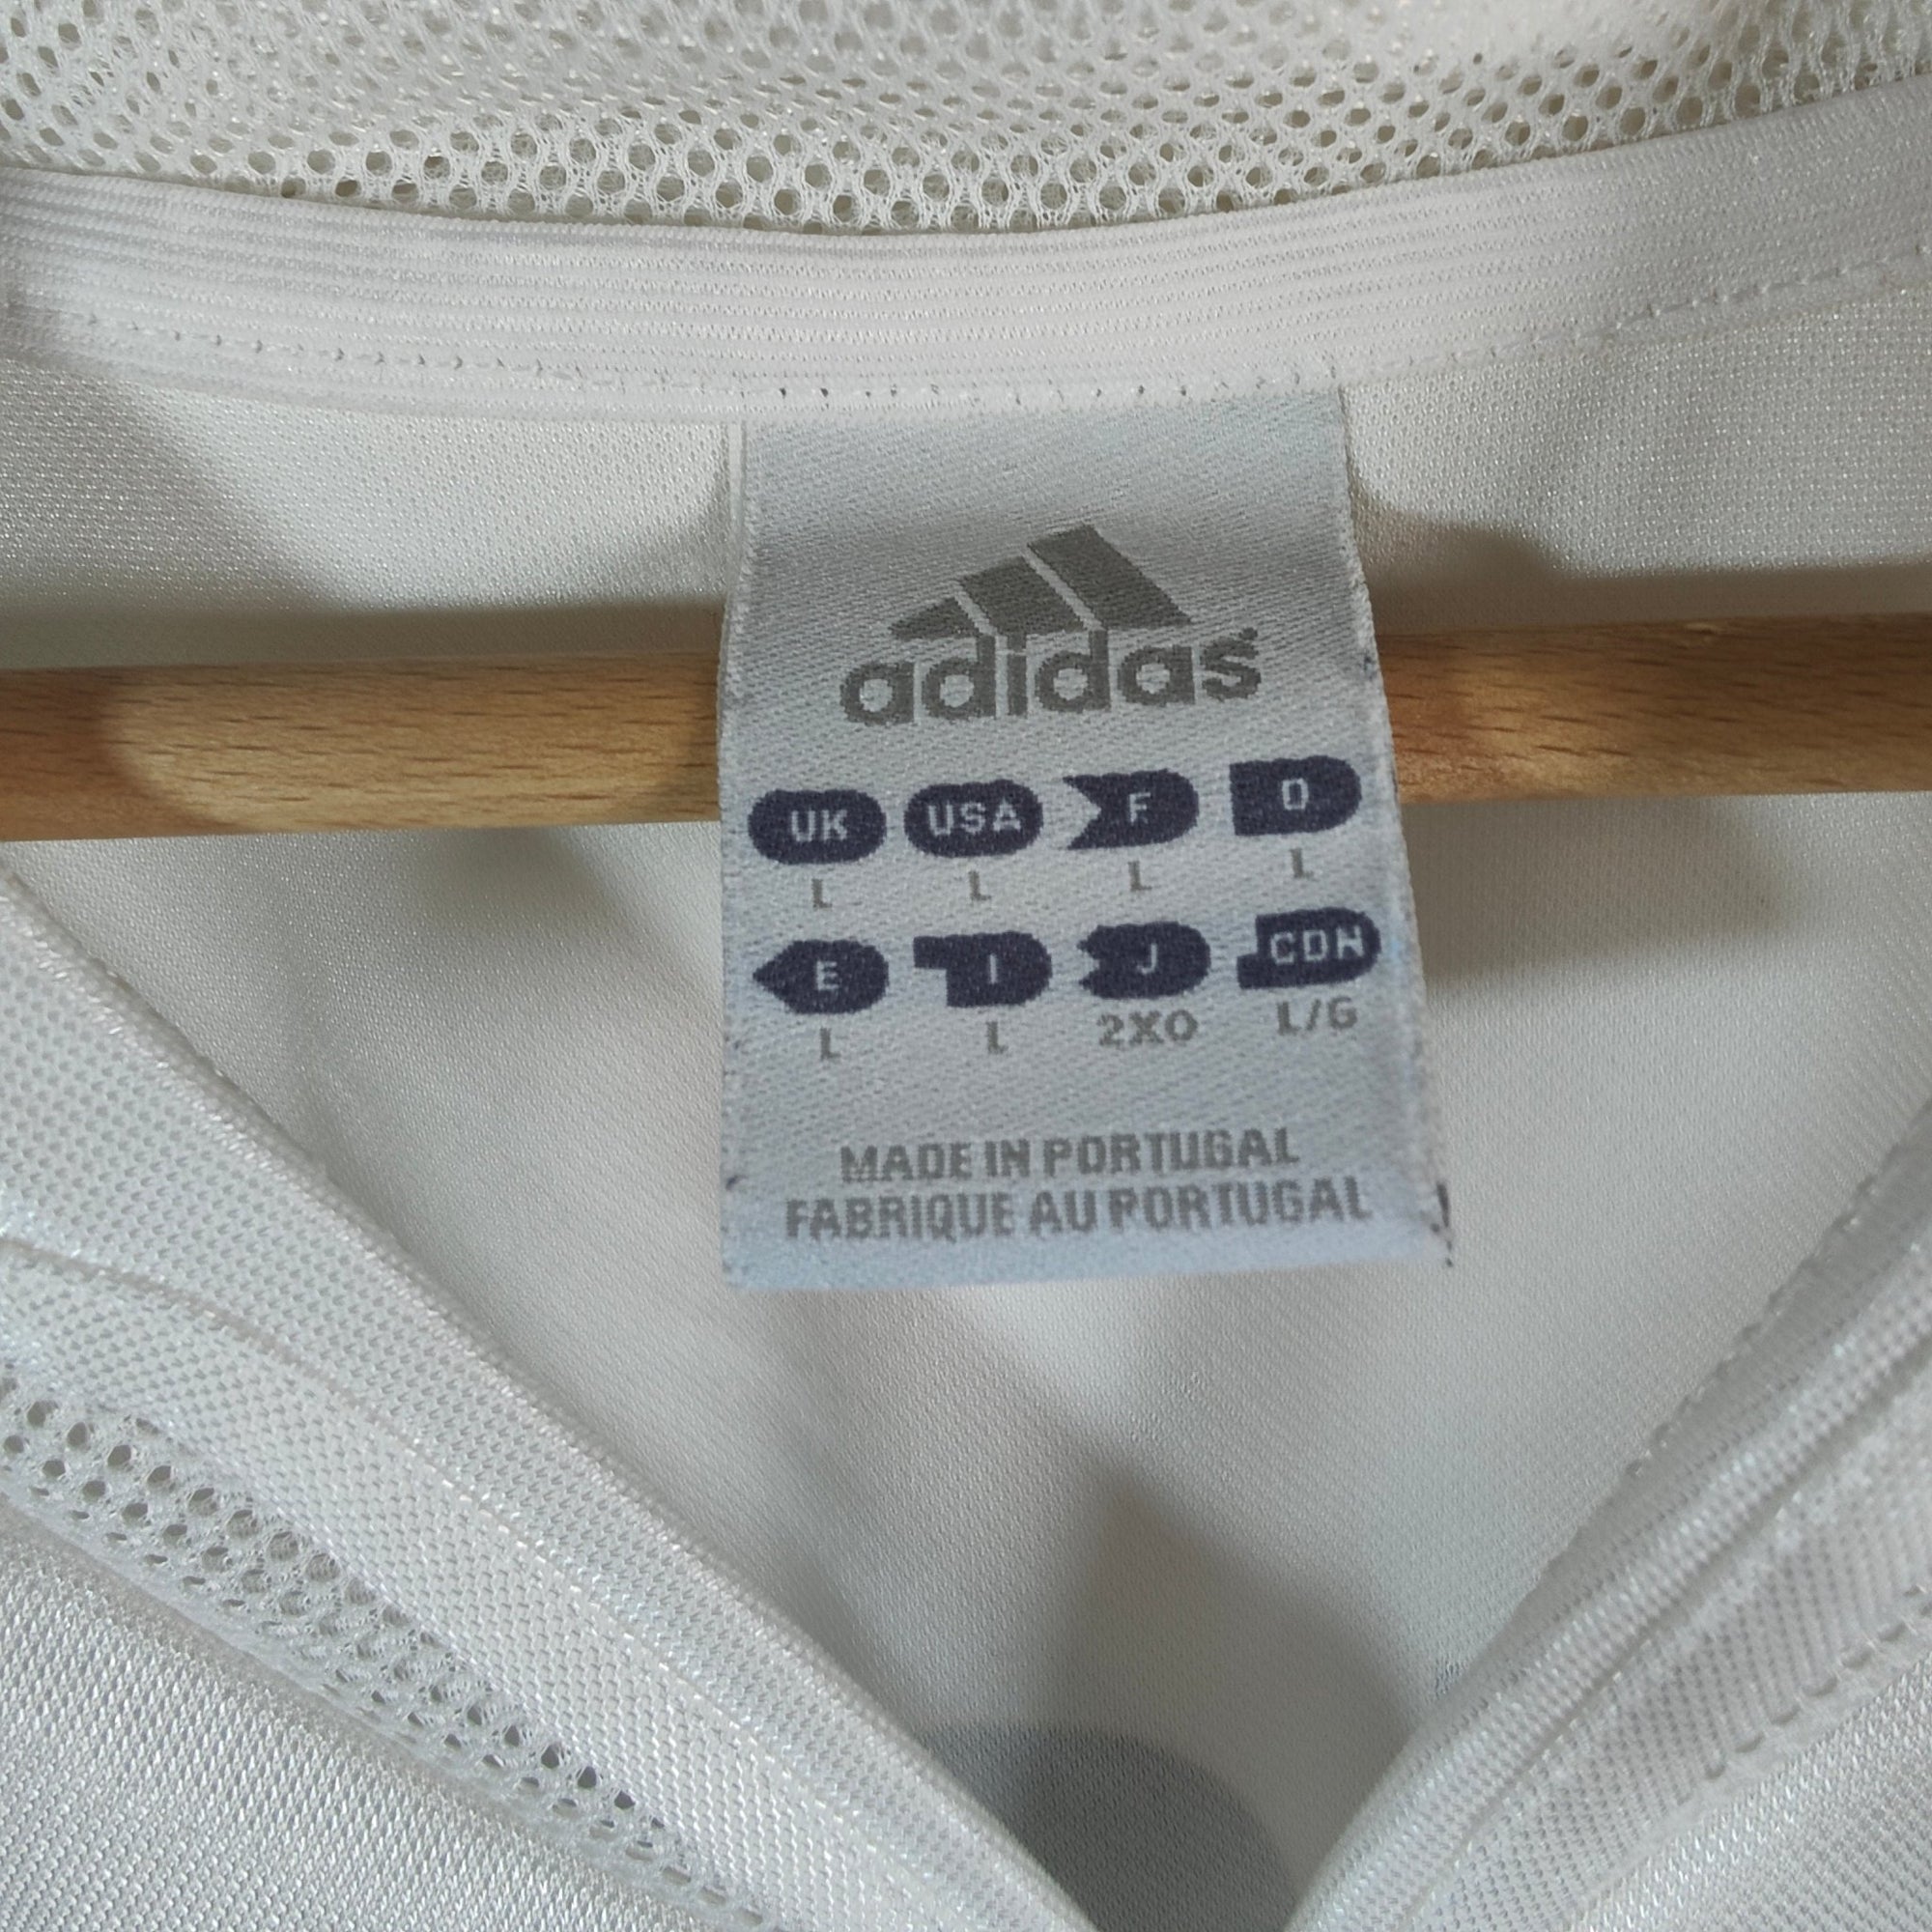 adidas
UK USA F D
L L L L
E I J CDN
L L 2XO L/G
MADE IN PORTUGAL
FABRIQUE AU PORTUGAL